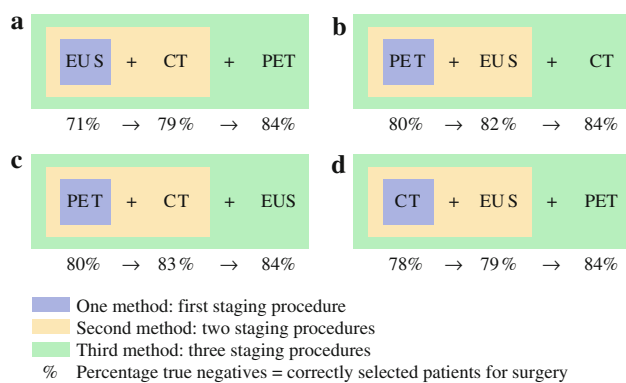 a b
EUS + CT + PET PET + EUS + CT
71% → 79% → 84% 80% → 82% → 84%
c d
PET + CT + EUS CT + EUS + PET
80% → 83% → 84% 78% → 79% → 84%
One method: first staging procedure
Second method: two staging procedures
Third method: three staging procedures
% Percentage true negatives = correctly selected patients for surgery